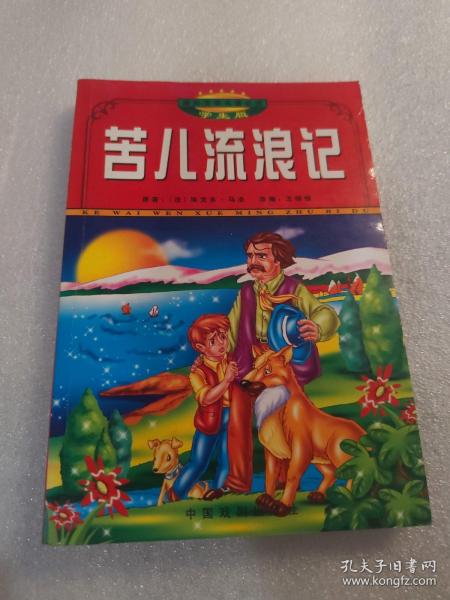 学生版
苦儿流浪记
原著：（法）埃克多·马洛
KE WAI WEN XUE MING ZHU BI DU
中国戏剧出版社
孔夫子旧书网
www.kongfz.com